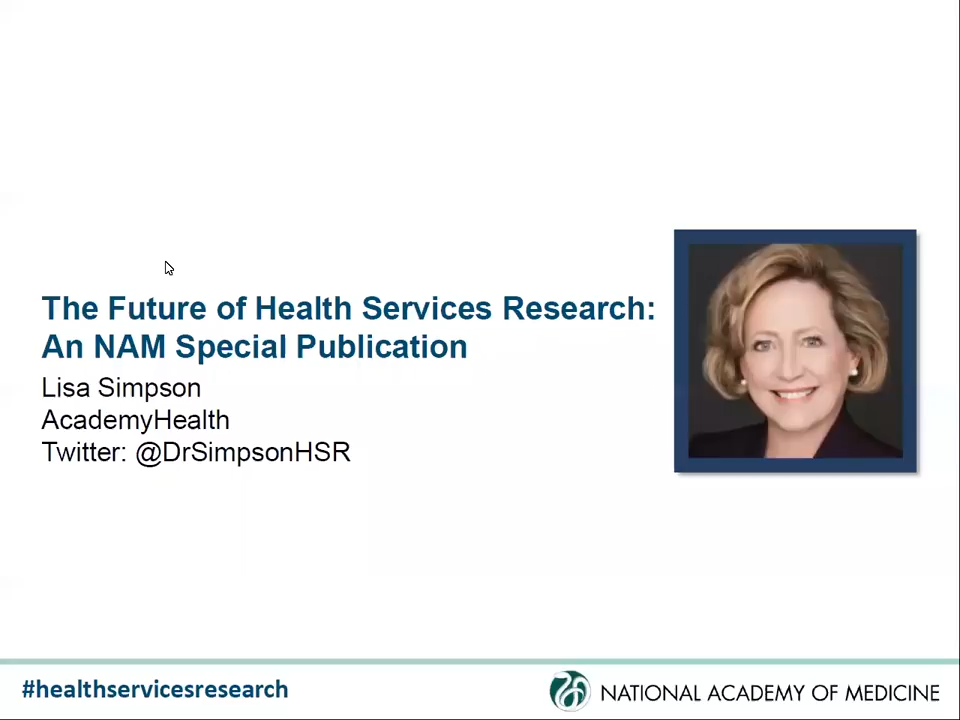 The Future of Health Services Research:
An NAM Special Publication
Lisa Simpson
AcademyHealth
Twitter: @DrSimpsonHSR
#healthservicesresearch
NATIONAL ACADEMY OF MEDICINE